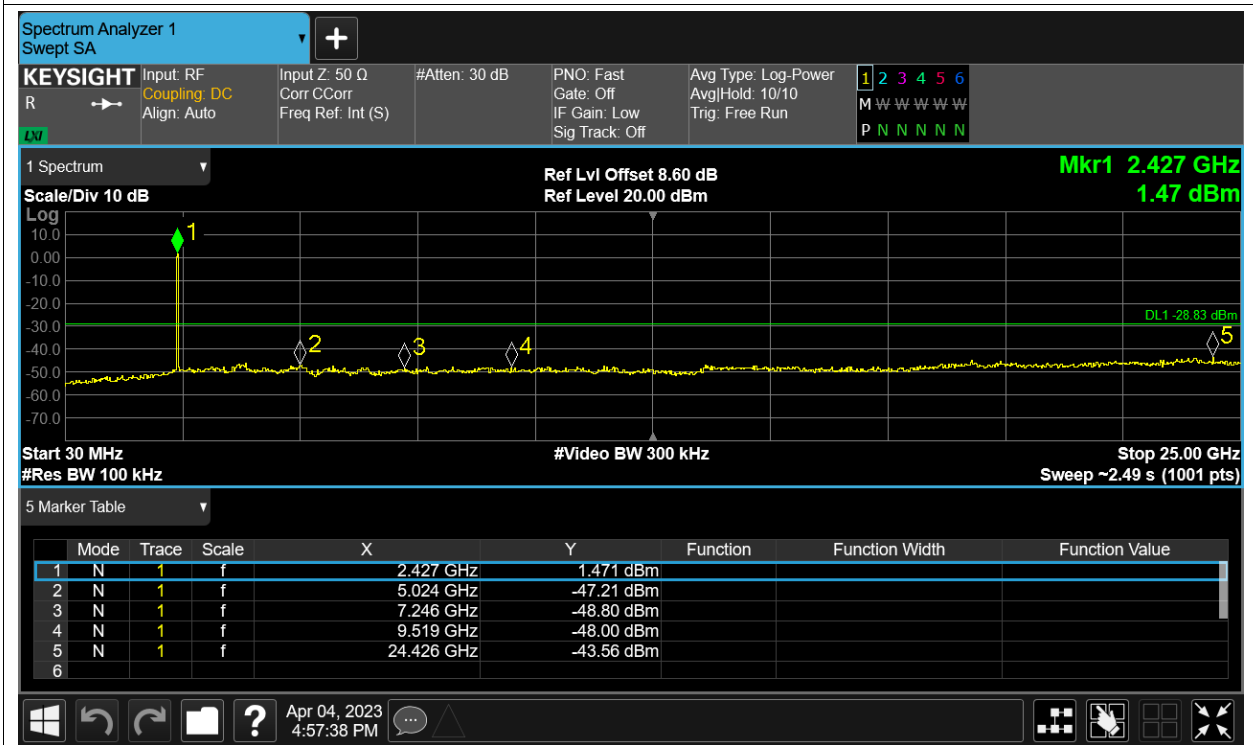 Spectrum Analyzer 1
Swept SA
+
KEYSIGHT
R
LXI
Input: RF
Coupling: DC
Align: Auto
Input Z: 50 Ω
Corr CCorr
Freq Ref: Int (S)
#Atten: 30 dB
PNO: Fast
Gate: Off
IF Gain: Low
Sig Track: Off
Avg Type: Log-Power
Avg|Hold: 10/10
Trig: Free Run
1 2 3 4 5 6
M W W W W W
P N N N N N
1 Spectrum
Scale/Div 10 dB
Ref Lvl Offset 8.60 dB
Ref Level 20.00 dBm
Mkr1 2.427 GHz
1.47 dBm
Log
10.0
0.00
-10.0
-20.0
-30.0
-40.0
-50.0
-60.0
-70.0
1
2
3
4
5
DL1 -28.83 dBm
Start 30 MHz
#Video BW 300 kHz
Stop 25.00 GHz
#Res BW 100 kHz
Sweep ~2.49 s (1001 pts)
5 Marker Table
Mode Trace Scale X Y Function Function Width Function Value
1 N 1 f 2.427 GHz 1.471 dBm
2 N 1 f 5.024 GHz -47.21 dBm
3 N 1 f 7.246 GHz -48.80 dBm
4 N 1 f 9.519 GHz -48.00 dBm
5 N 1 f 24.426 GHz -43.56 dBm
6
?
Apr 04, 2023
4:57:38 PM